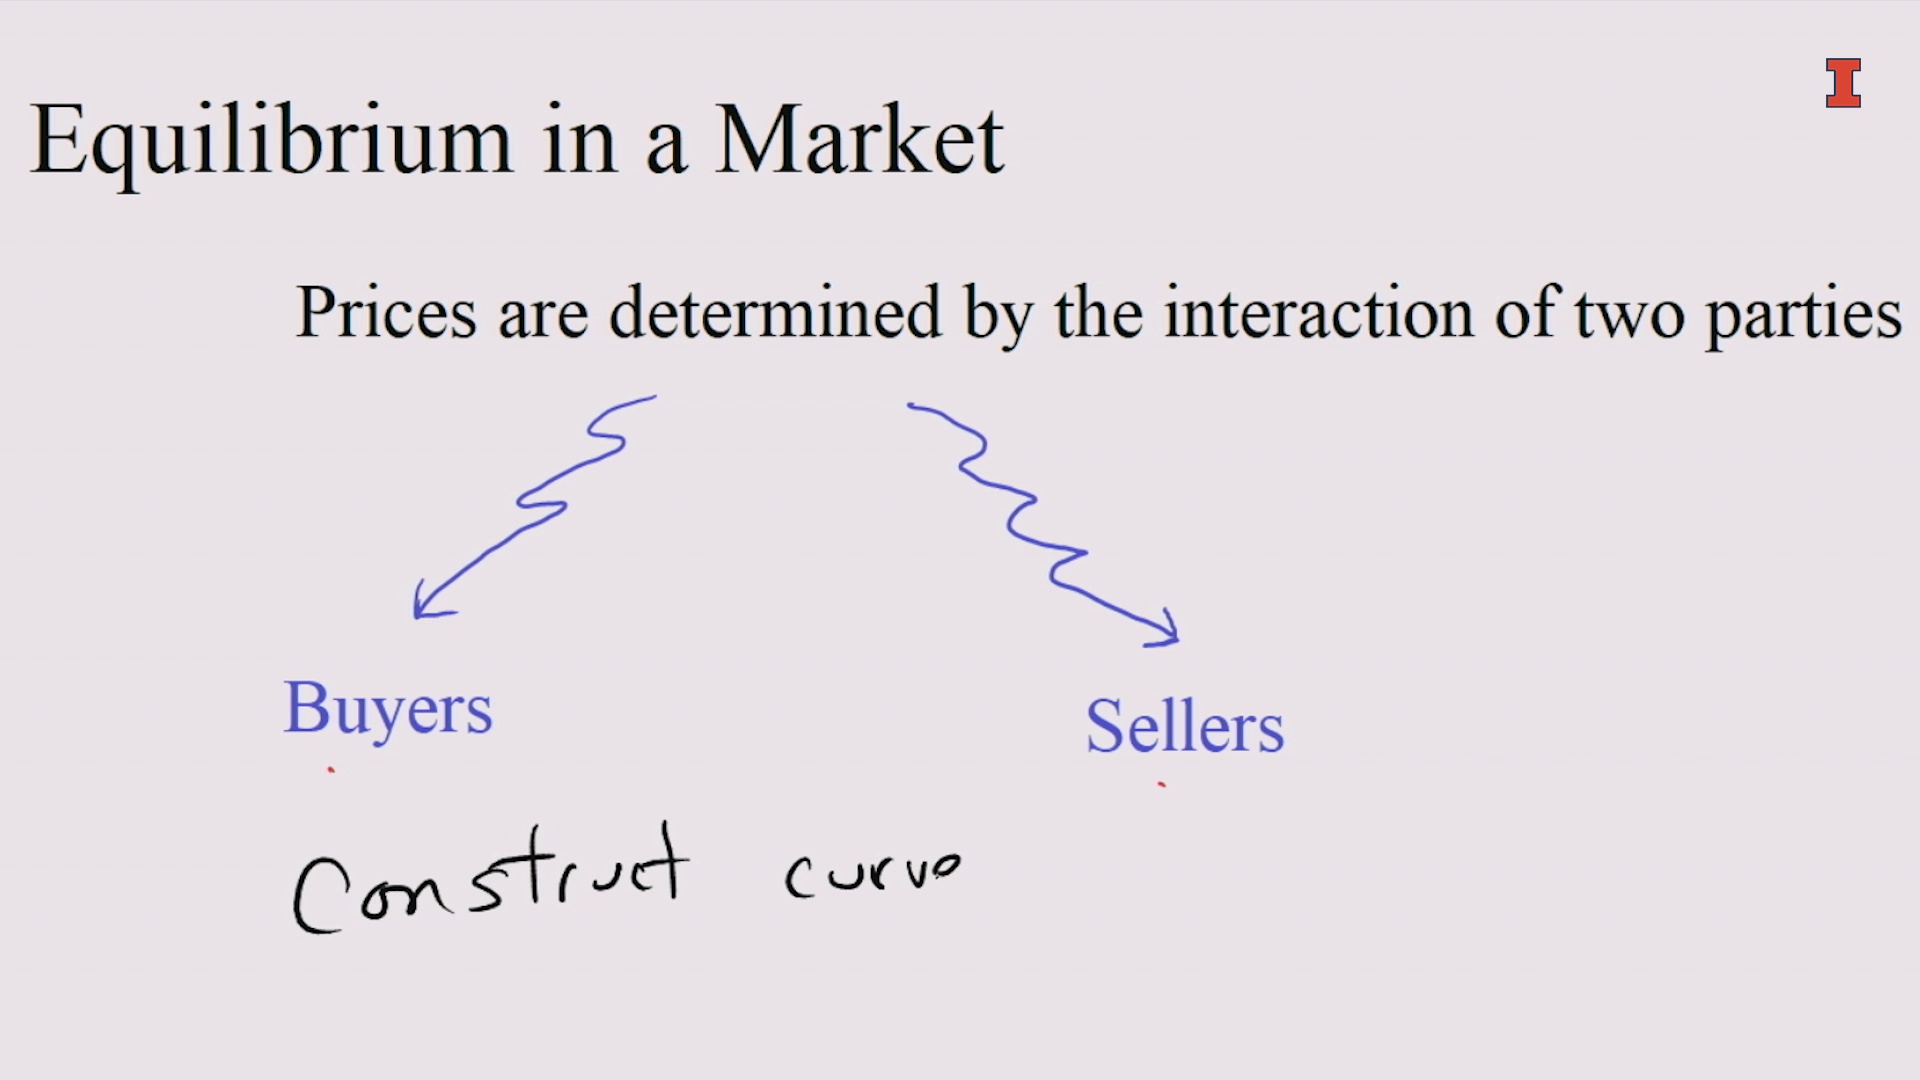 I
Equilibrium in a Market
Prices are determined by the interaction of two parties
Buyers
Sellers
Construct curve